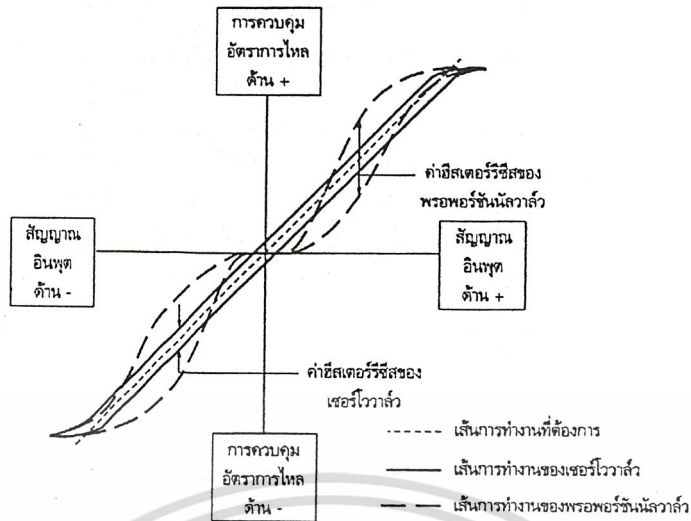 การควบคุม
อัตราการไหล
ด้าน +
ค่าฮีสเตอร์รีซีสของ
พรอพอร์ชันนัลวาล์ว
สัญญาณ
อินพุต
ด้าน -
สัญญาณ
อินพุต
ด้าน +
ค่าฮีสเตอร์รีซีสของ
เซอร์โววาล์ว
การควบคุม
อัตราการไหล
ด้าน -
เส้นการทำงานที่ต้องการ
เส้นการทำงานของเซอร์โววาล์ว
เส้นการทำงานของพรอพอร์ชันนัลวาล์ว